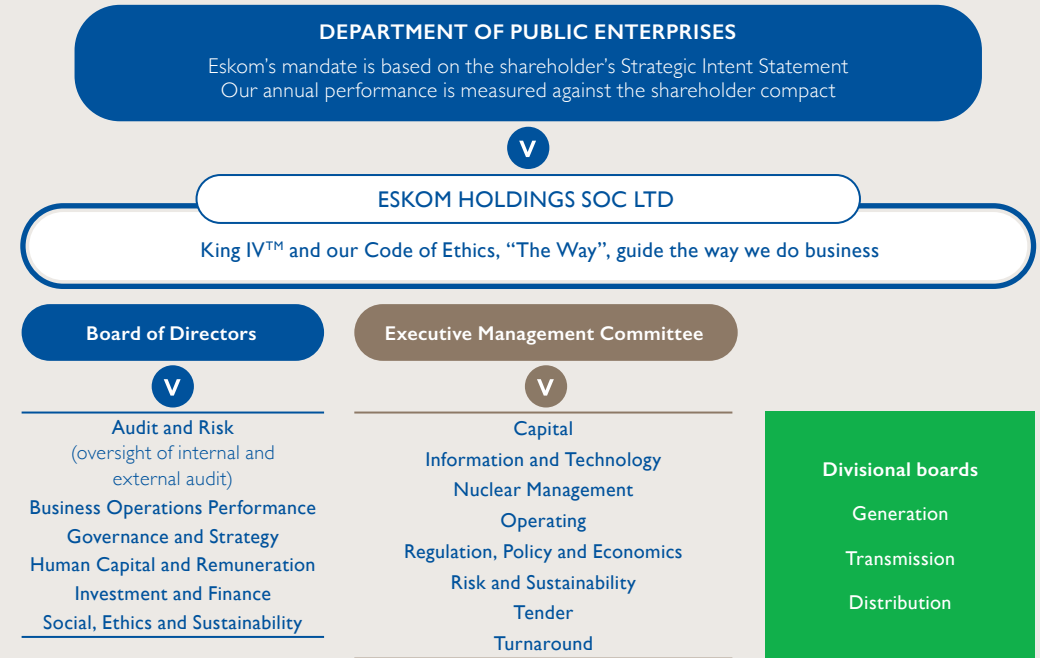 DEPARTMENT OF PUBLIC ENTERPRISES
Eskom's mandate is based on the shareholder's Strategic Intent Statement
Our annual performance is measured against the shareholder compact
V
ESKOM HOLDINGS SOC LTD
King IV™ and our Code of Ethics, “The Way”, guide the way we do business
Board of Directors
V
Audit and Risk
(oversight of internal and
external audit)
Business Operations Performance
Governance and Strategy
Human Capital and Remuneration
Investment and Finance
Social, Ethics and Sustainability
Executive Management Committee
V
Capital
Information and Technology
Nuclear Management
Operating
Regulation, Policy and Economics
Risk and Sustainability
Tender
Turnaround
Divisional boards
Generation
Transmission
Distribution